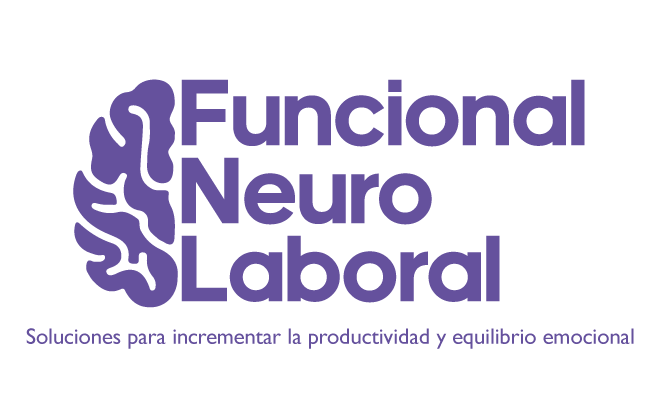 Funcional
Neuro
Laboral
Soluciones para incrementar la productividad y equilibrio emocional